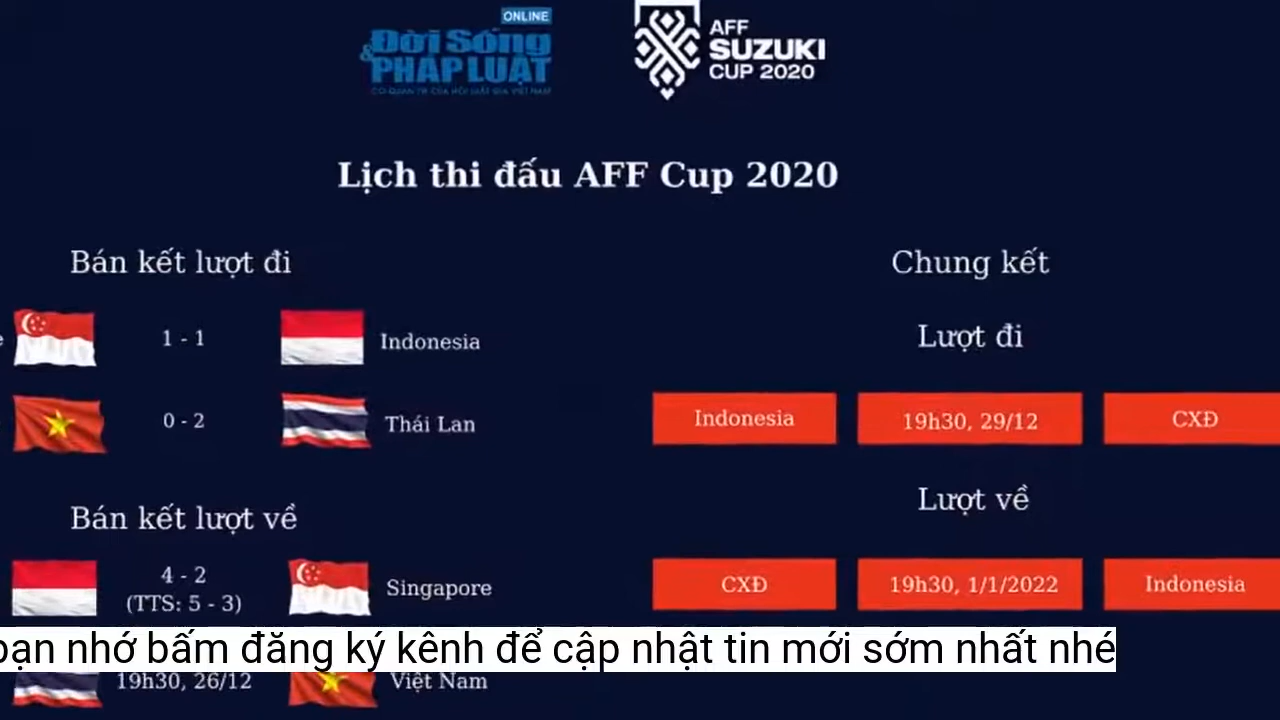 ONLINE
Đời Sống
& PHÁP LUẬT
AFF
SUZUKI
CUP 2020
Lịch thi đấu AFF Cup 2020
Bán kết lượt đi
1 - 1
Indonesia
0 - 2
Thái Lan
Bán kết lượt về
4 - 2
(TTS: 5 - 3)
Singapore
19h30, 26/12
Việt Nam
Chung kết
Lượt đi
Indonesia
19h30, 29/12
CXĐ
Lượt về
CXĐ
19h30, 1/1/2022
Indonesia
bạn nhớ bấm đăng ký kênh để cập nhật tin mới sớm nhất nhé